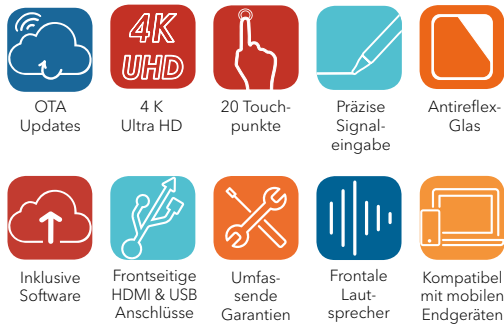 4K
UHD
OTA
Updates
4 K
Ultra HD
20 Touch-
punkte
Präzise
Signal-
eingabe
Antireflex-
Glas
Inklusive
Software
Frontseitige
HDMI & USB
Anschlüsse
Umfas-
sende
Garantien
Frontale
Laut-
sprecher
Kompatibel
mit mobilen
Endgeräten